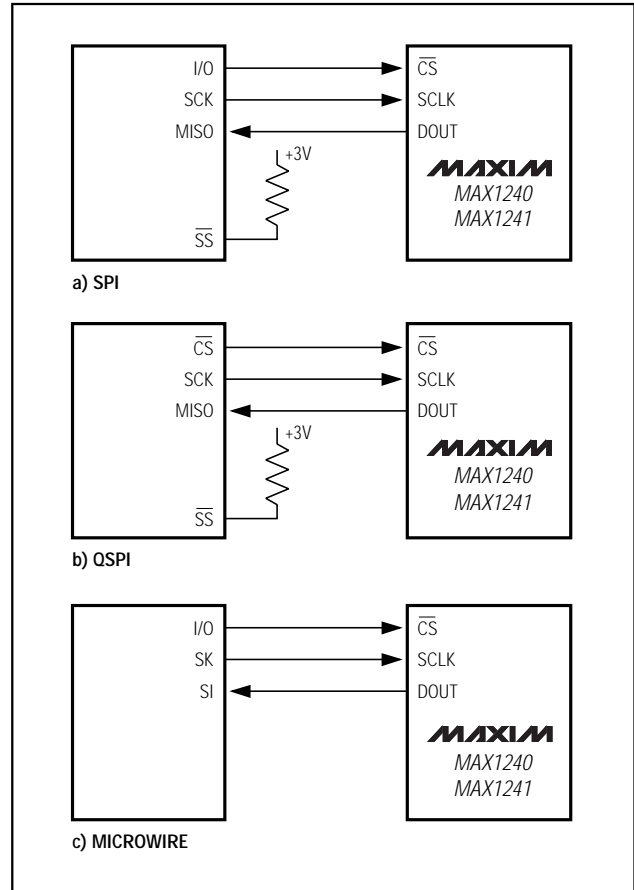 I/O CS
SCK SCLK
MISO DOUT
+3V
MAXIM
MAX1240
MAX1241
SS
a) SPI
CS CS
SCK SCLK
MISO DOUT
+3V
MAXIM
MAX1240
MAX1241
SS
b) QSPI
I/O CS
SK SCLK
SI DOUT
MAXIM
MAX1240
MAX1241
c) MICROWIRE